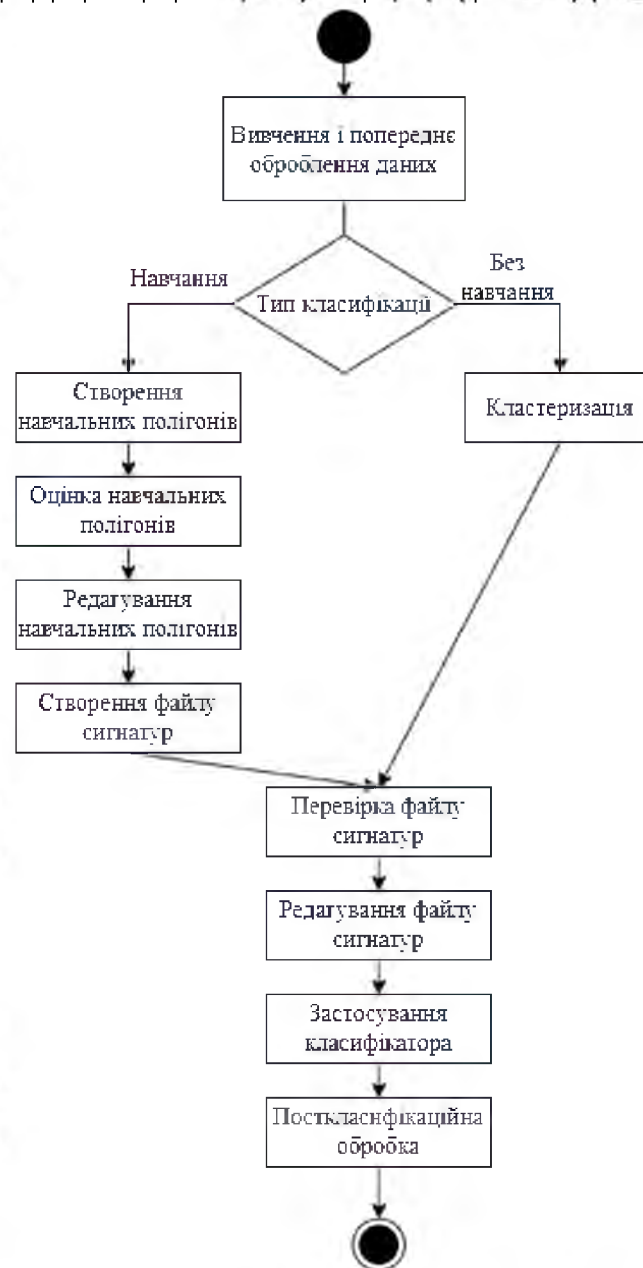 Вивчення і попереднє
оброблення даних
Навчання
Без
навчання
Тип класифікації
Створення
навчальних полігонів
Кластеризація
Оцінка навчальних
полігонів
Редагування
навчальних полігонів
Створення файлу
сигнатур
Перевірка файлу
сигнатур
Редагування файлу
сигнатур
Застосування
класифікатора
Посткласифікаційна
обробка